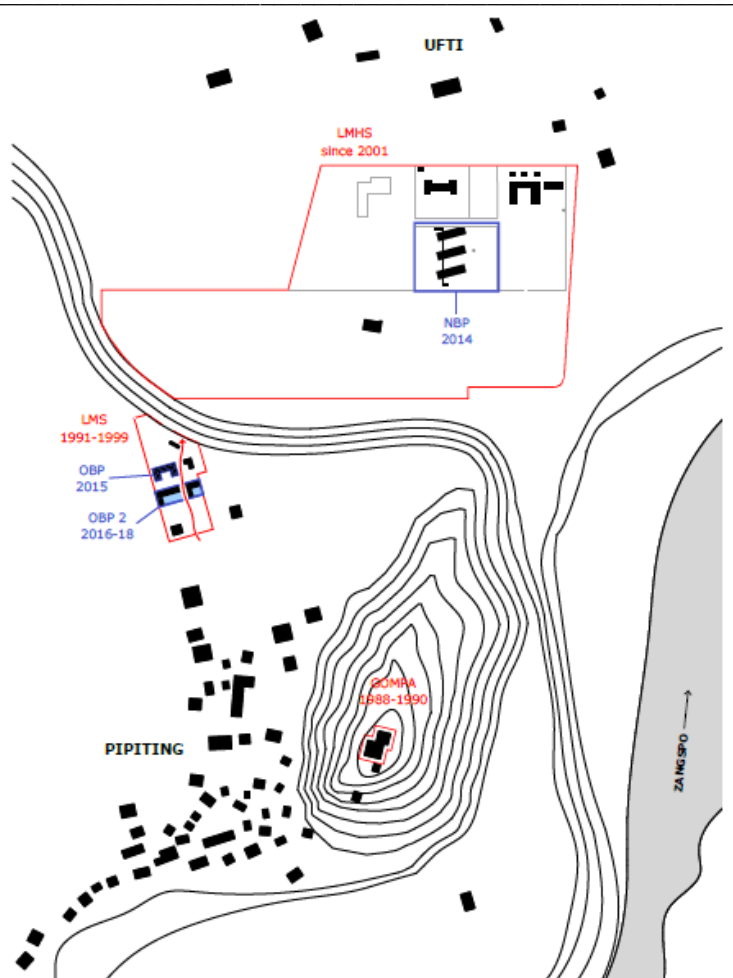 UFTI
LMHS
since 2001
NBP
2014
LMS
1991-1999
OBP
2015
OBP 2
2016-18
GOMPA
1988-1990
PIPITING
ZANGSPO